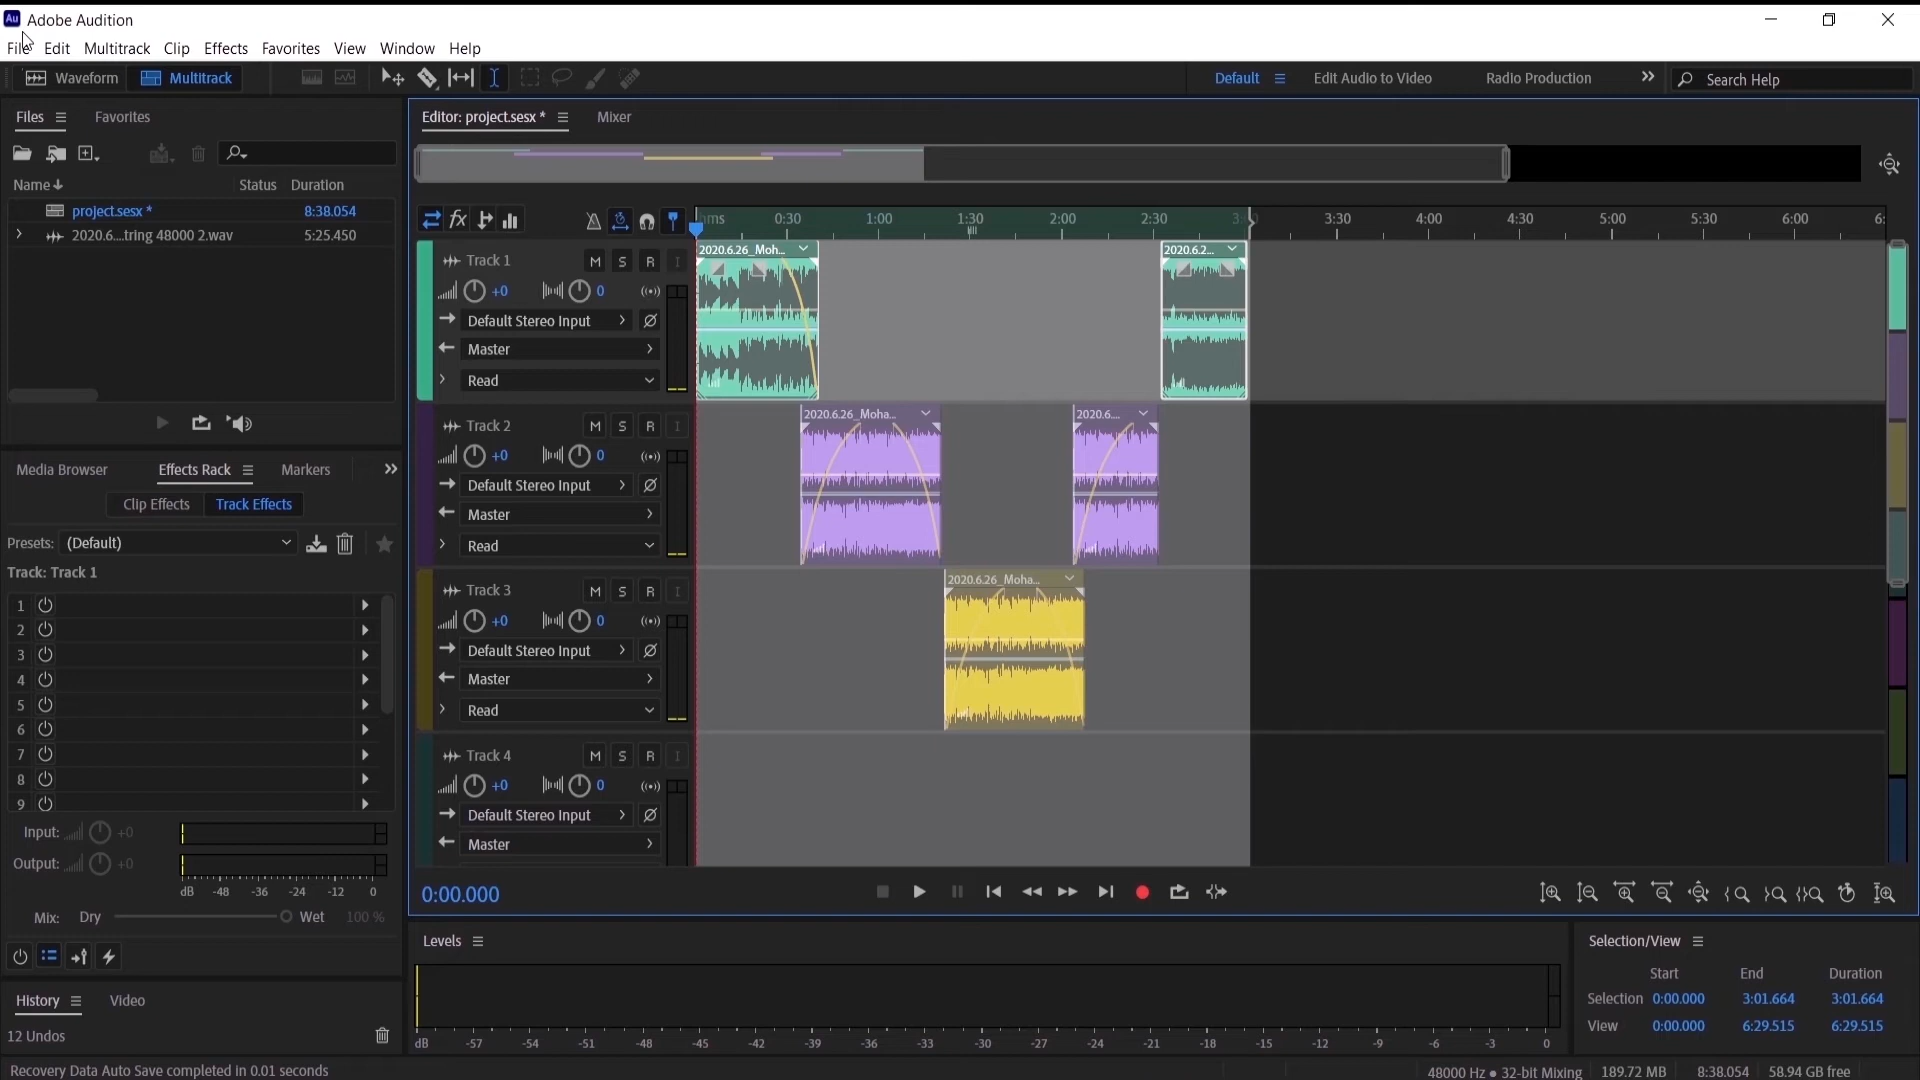 Au Adobe Audition
File Edit Multitrack Clip Effects Favorites View Window Help
Waveform Multitrack Default Edit Audio to Video Radio Production Search Help
Files Favorites
Name Status Duration
project.sesx * 8:38.054
2020.6....tring 48000 2.wav 5:25.450
Media Browser Effects Rack Markers
Clip Effects Track Effects
Presets: (Default)
Track: Track 1
1
2
3
4
5
6
7
8
9
Input: +0
Output: +0
dB -48 -36 -24 -12 0
Mix: Dry Wet 100 %
History Video
12 Undos
Editor: project.sesx * Mixer
fx hms 0:30 1:00 1:30 2:00 2:30 3:30 4:00 4:30 5:00 5:30 6:00
Track 1 M S R I
+0 0
Default Stereo Input
Master
Read
2020.6.26_Moh... 2020.6.2...
Track 2 M S R I
+0 0
Default Stereo Input
Master
Read
2020.6.26_Moha... 2020.6...
Track 3 M S R I
+0 0
Default Stereo Input
Master
Read
2020.6.26_Moha...
Track 4 M S R I
+0 0
Default Stereo Input
Master
0:00.000
Levels
dB -57 -54 -51 -48 -45 -42 -39 -36 -33 -30 -27 -24 -21 -18 -15 -12 -9 -6 -3 0
Selection/View
Start End Duration
Selection 0:00.000 3:01.664 3:01.664
View 0:00.000 6:29.515 6:29.515
Recovery Data Auto Save completed in 0.01 seconds
48000 Hz ● 32-bit Mixing 189.72 MB 8:38.054 58.94 GB free